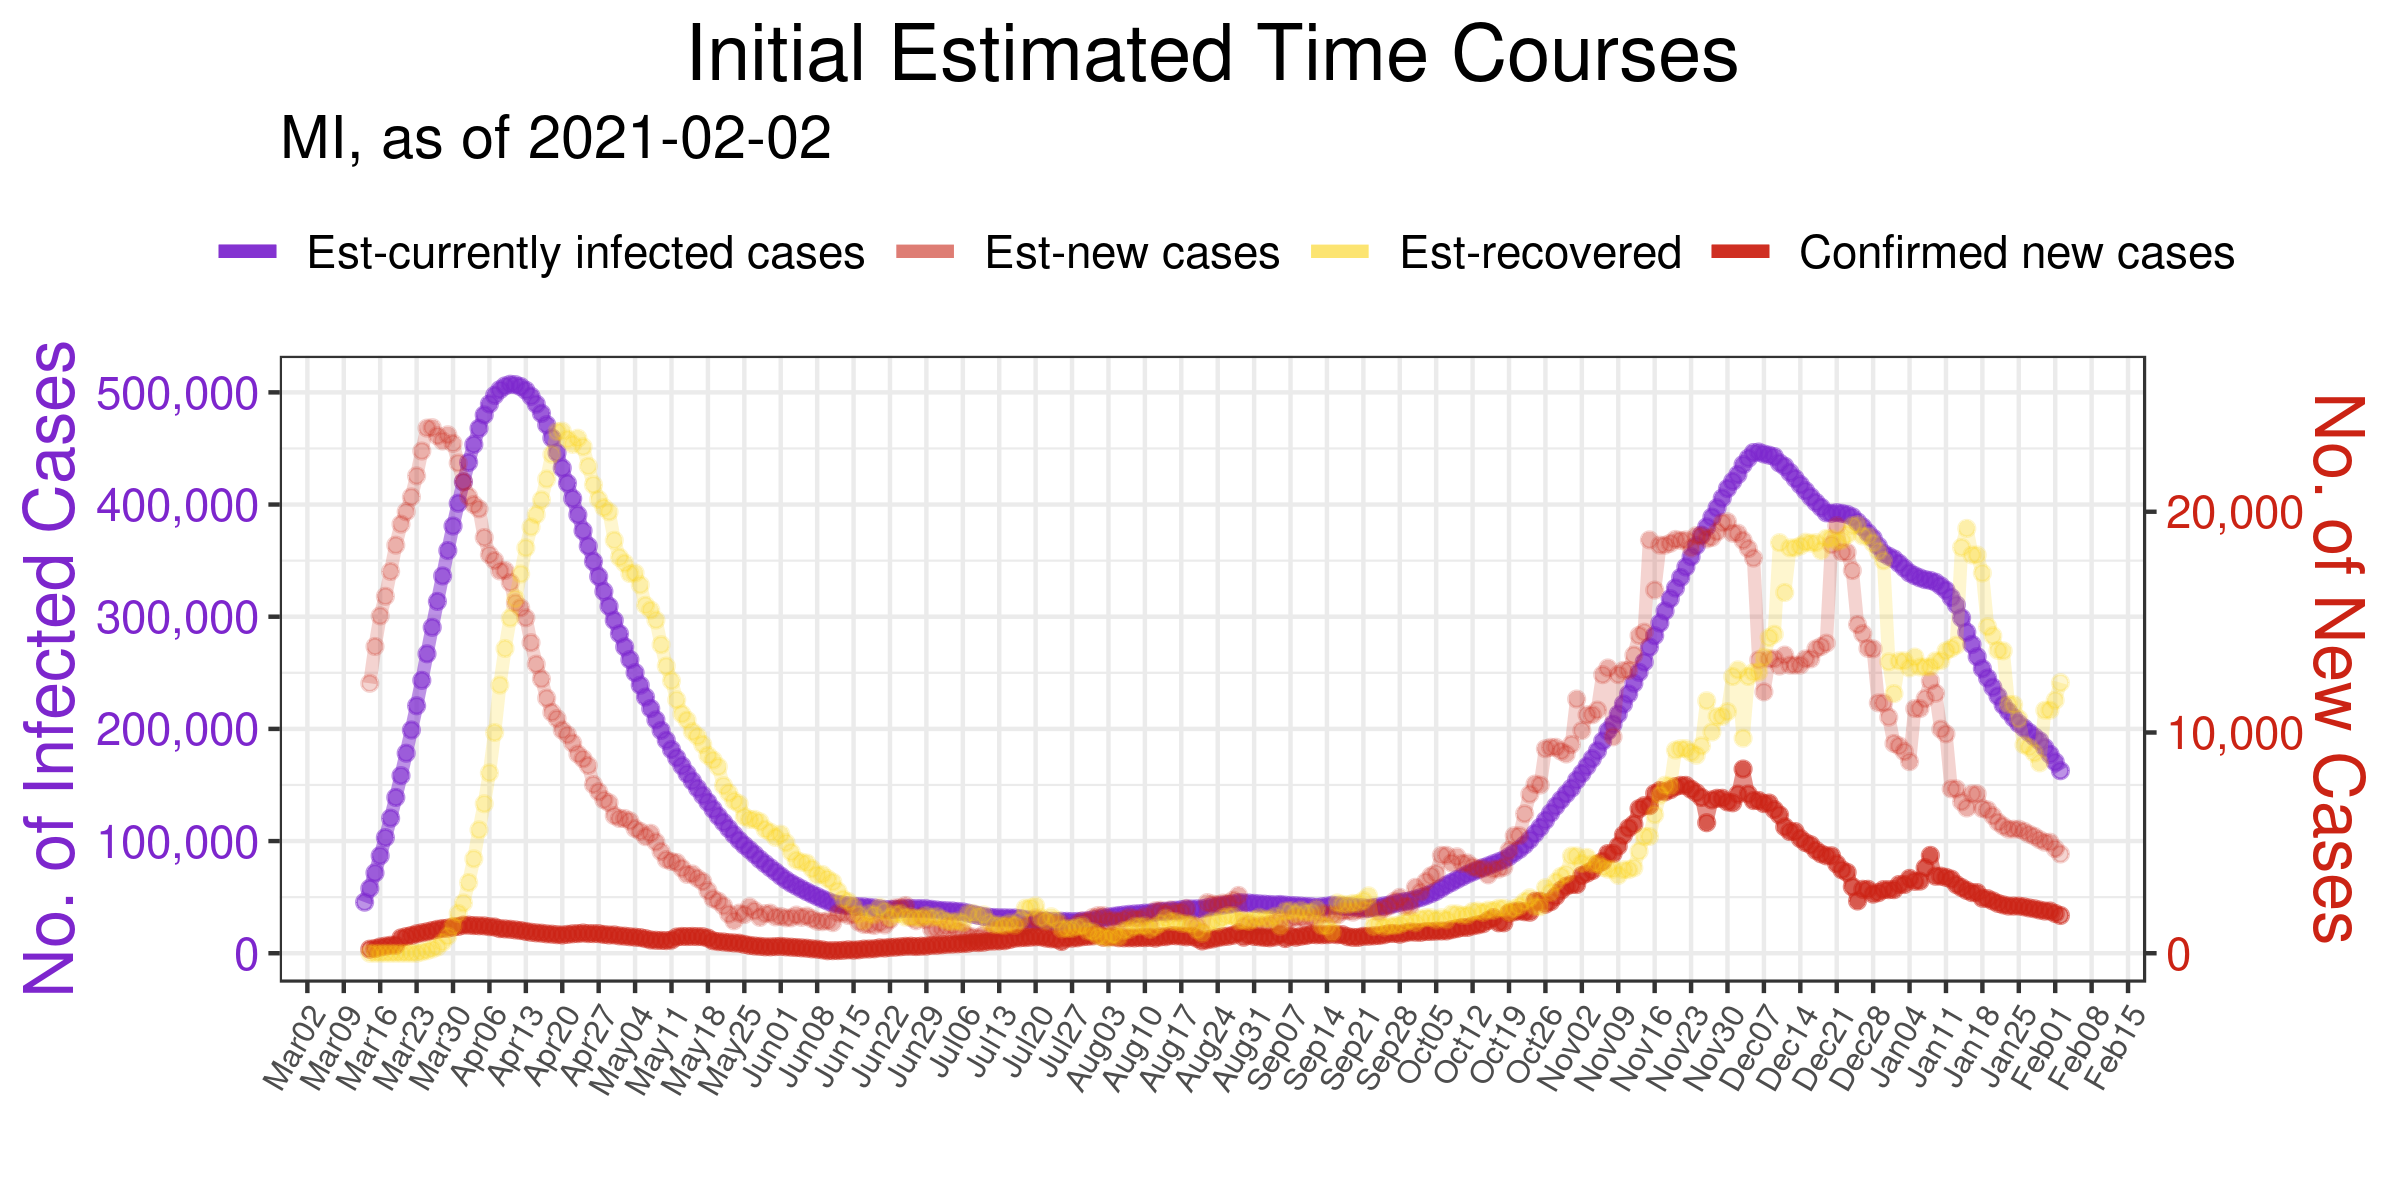 Initial Estimated Time Courses
MI, as of 2021-02-02
Est-currently infected cases
Est-new cases
Est-recovered
Confirmed new cases
No. of Infected Cases
500,000
400,000
300,000
200,000
100,000
0
20,000
10,000
0
No. of New Cases
Mar02
Mar09
Mar16
Mar23
Mar30
Apr06
Apr13
Apr20
Apr27
May04
May11
May18
May25
Jun01
Jun08
Jun15
Jun22
Jun29
Jul06
Jul13
Jul20
Jul27
Aug03
Aug10
Aug17
Aug24
Aug31
Sep07
Sep14
Sep21
Sep28
Oct05
Oct12
Oct19
Oct26
Nov02
Nov09
Nov16
Nov23
Nov30
Dec07
Dec14
Dec21
Dec28
Jan04
Jan11
Jan18
Jan25
Feb01
Feb08
Feb15